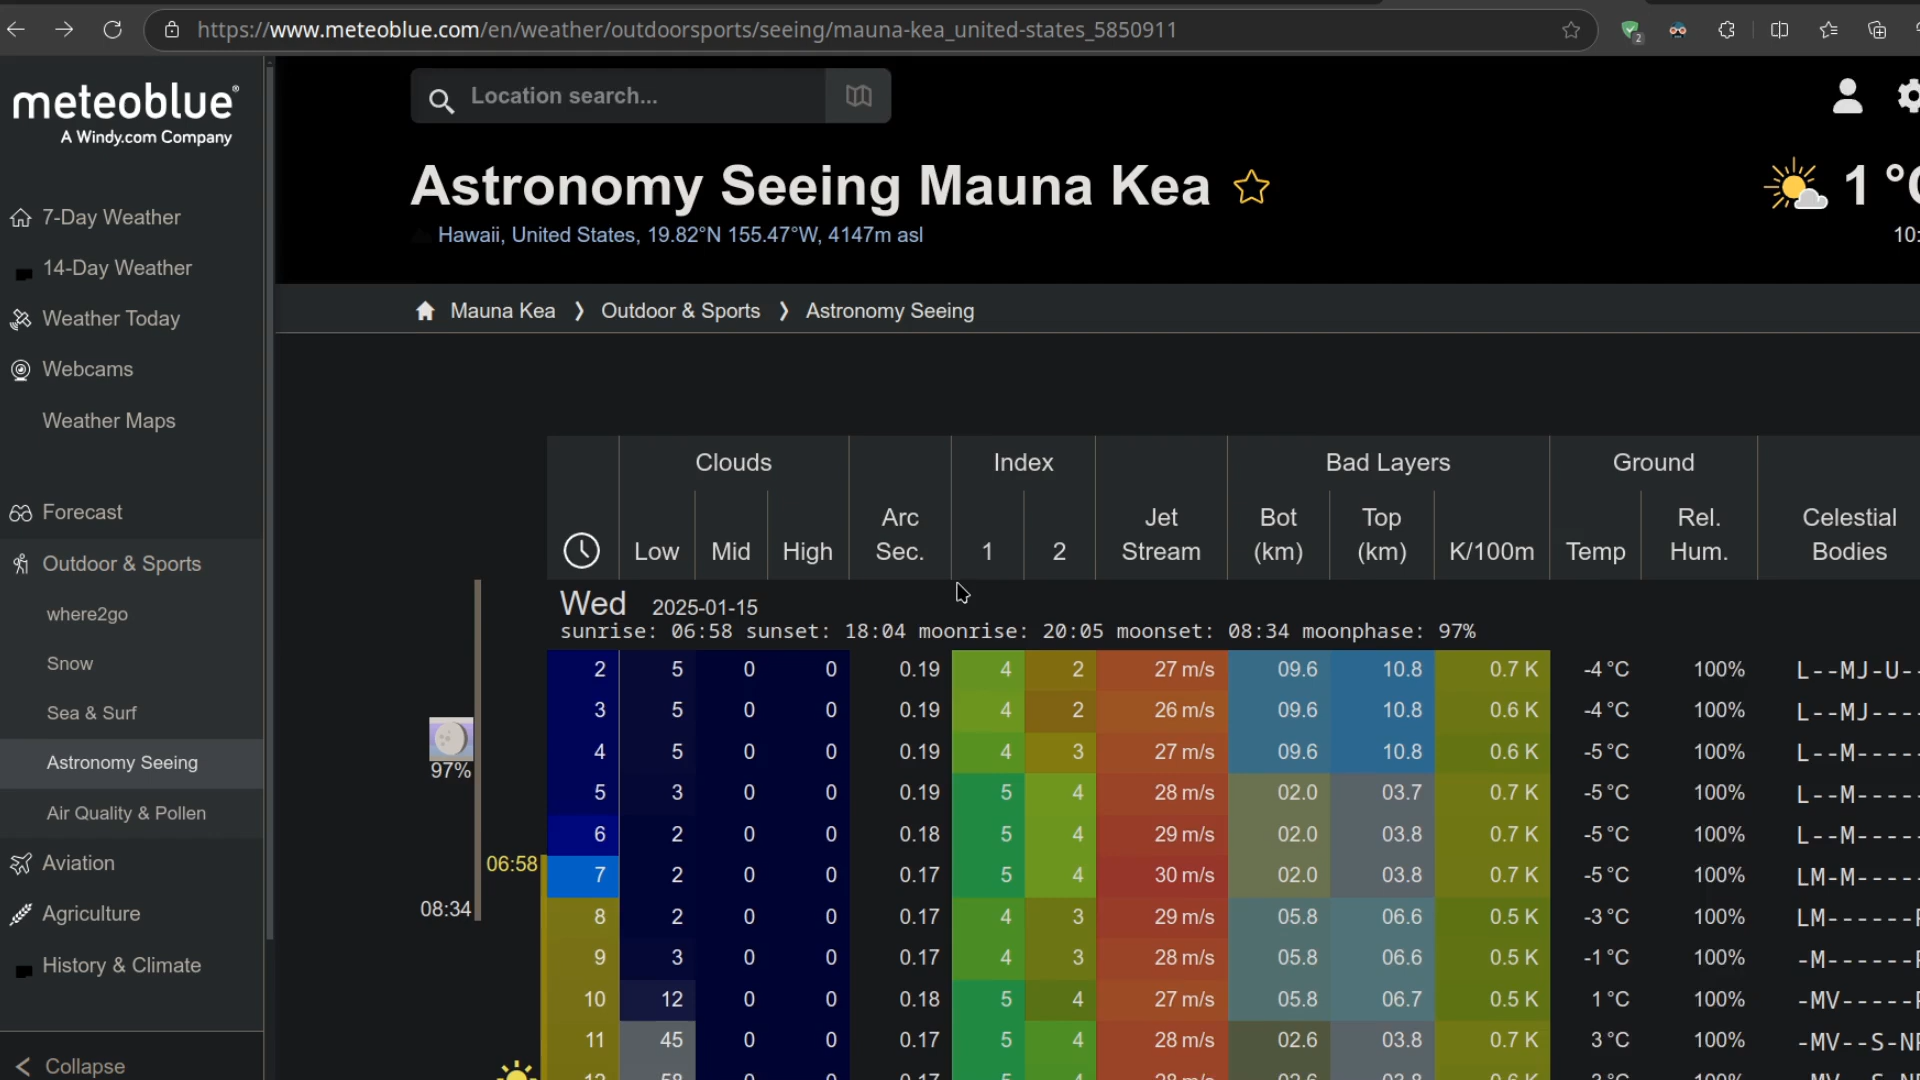 https://www.meteoblue.com/en/weather/outdoorsports/seeing/mauna-kea_united-states_5850911
2
meteoblue®
A Windy.com Company
Location search...
Astronomy Seeing Mauna Kea
Hawaii, United States, 19.82°N 155.47°W, 4147m asl
1 °C
10:
7-Day Weather
14-Day Weather
Weather Today
Webcams
Weather Maps
Forecast
Outdoor & Sports
where2go
Snow
Sea & Surf
Astronomy Seeing
Air Quality & Pollen
Aviation
Agriculture
History & Climate
Collapse
Mauna Kea ❯ Outdoor & Sports ❯ Astronomy Seeing
Clouds Index Bad Layers Ground
Low Mid High Arc Sec. 1 2 Jet Stream Bot (km) Top (km) K/100m Temp Rel. Hum. Celestial Bodies
Wed 2025-01-15
sunrise: 06:58 sunset: 18:04 moonrise: 20:05 moonset: 08:34 moonphase: 97%
2 5 0 0 0.19 4 2 27 m/s 09.6 10.8 0.7 K -4 °C 100% L--MJ-U--
3 5 0 0 0.19 4 2 26 m/s 09.6 10.8 0.6 K -4 °C 100% L--MJ----
4 5 0 0 0.19 4 3 27 m/s 09.6 10.8 0.6 K -5 °C 100% L--M-----
5 3 0 0 0.19 5 4 28 m/s 02.0 03.7 0.7 K -5 °C 100% L--M-----
6 2 0 0 0.18 5 4 29 m/s 02.0 03.8 0.7 K -5 °C 100% L--M-----
7 2 0 0 0.17 5 4 30 m/s 02.0 03.8 0.7 K -5 °C 100% LM-M-----
8 2 0 0 0.17 4 3 29 m/s 05.8 06.6 0.5 K -3 °C 100% LM------P
9 3 0 0 0.17 4 3 28 m/s 05.8 06.6 0.5 K -1 °C 100% -M------P
10 12 0 0 0.18 5 4 27 m/s 05.8 06.7 0.5 K 1 °C 100% -MV-----P
11 45 0 0 0.17 5 4 28 m/s 02.6 03.8 0.7 K 3 °C 100% -MV--S-NP
97%
06:58
08:34